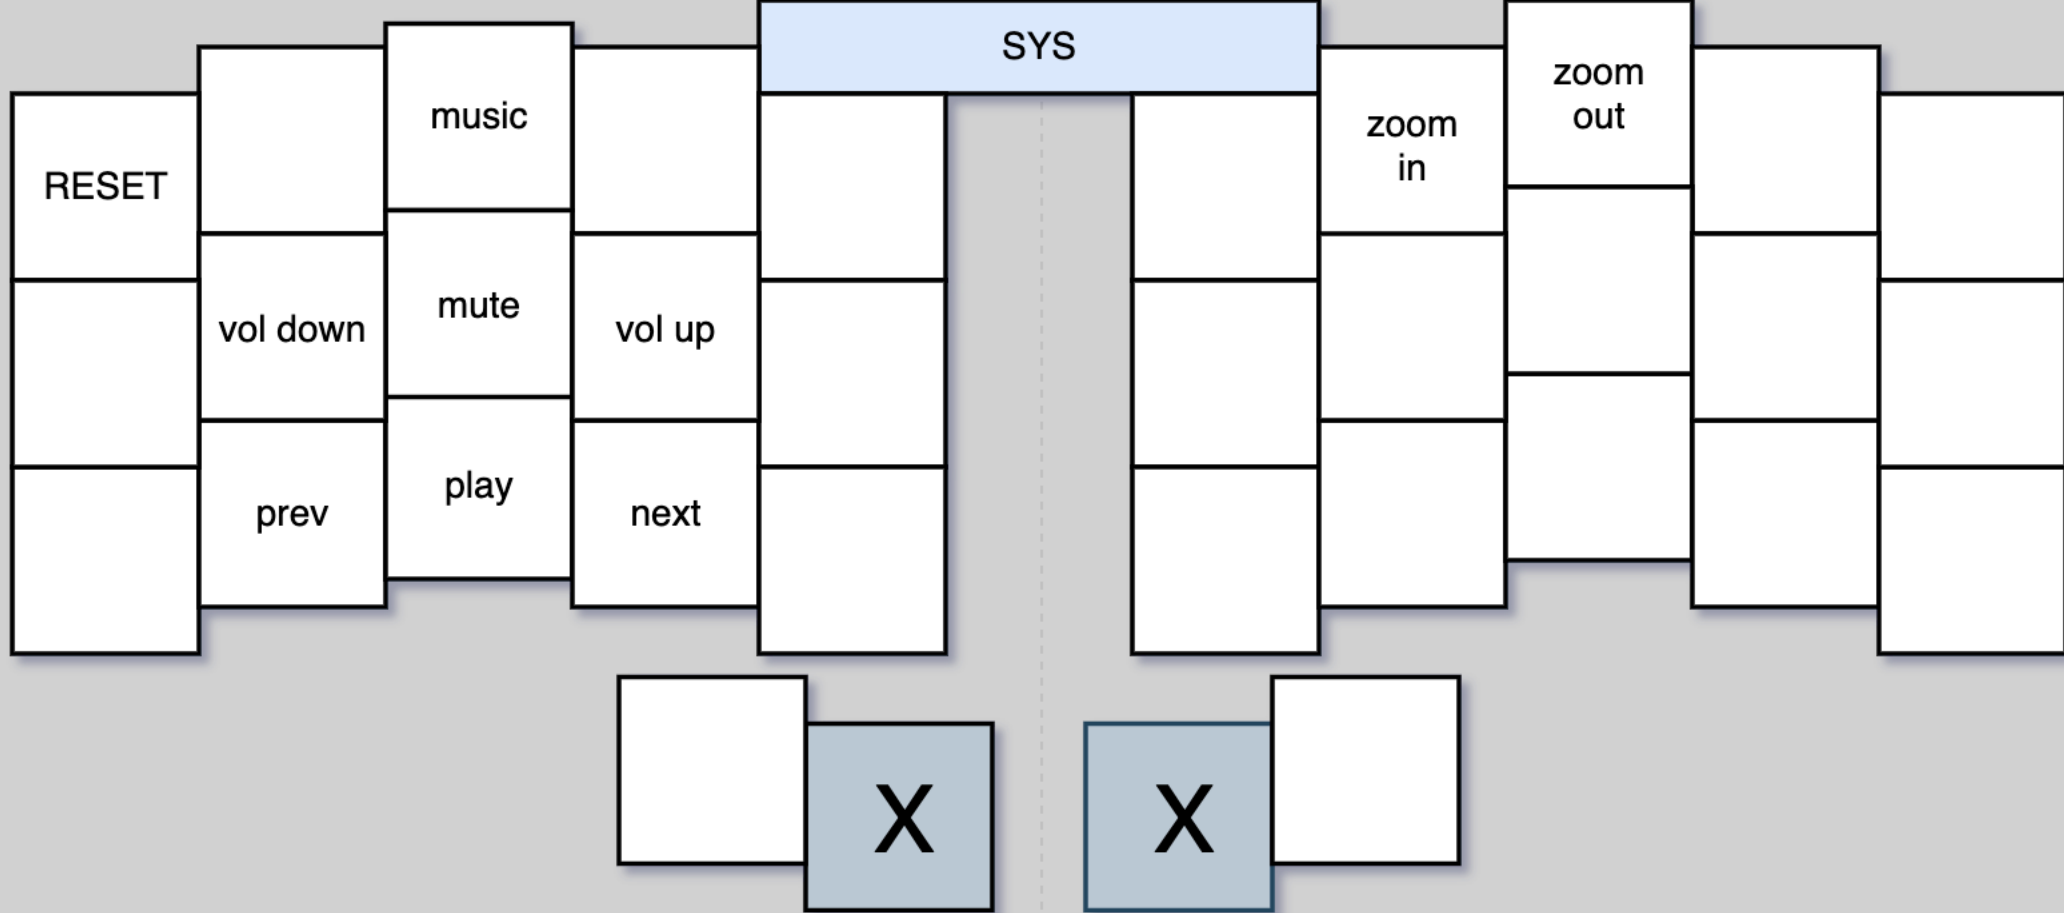 SYS
RESET
music
zoom
in
zoom
out
vol down
mute
vol up
prev
play
next
X
X